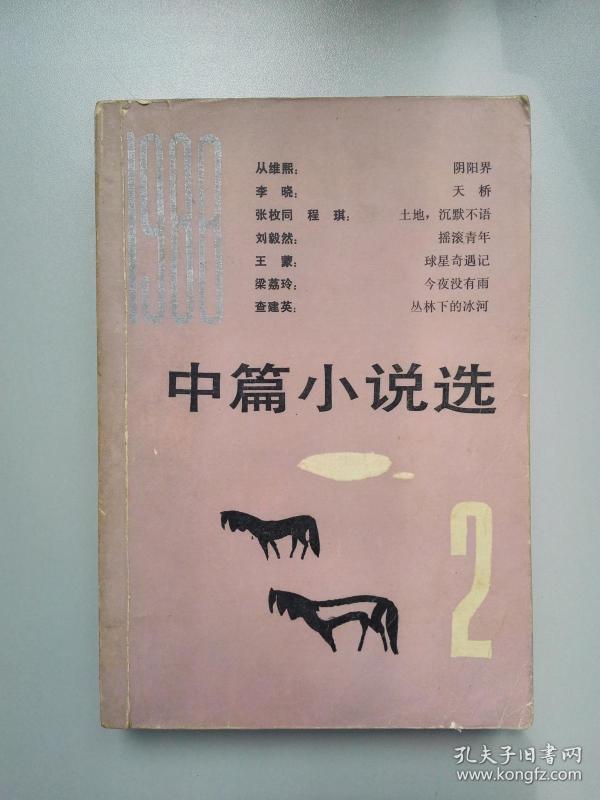 1988
从维熙： 阴阳界
李 晓： 天 桥
张枚同 程 琪： 土地，沉默不语
刘毅然： 摇滚青年
王 蒙： 球星奇遇记
梁荔玲： 今夜没有雨
查建英： 丛林下的冰河
中篇小说选
2
孔夫子旧书网
www.kongfz.com